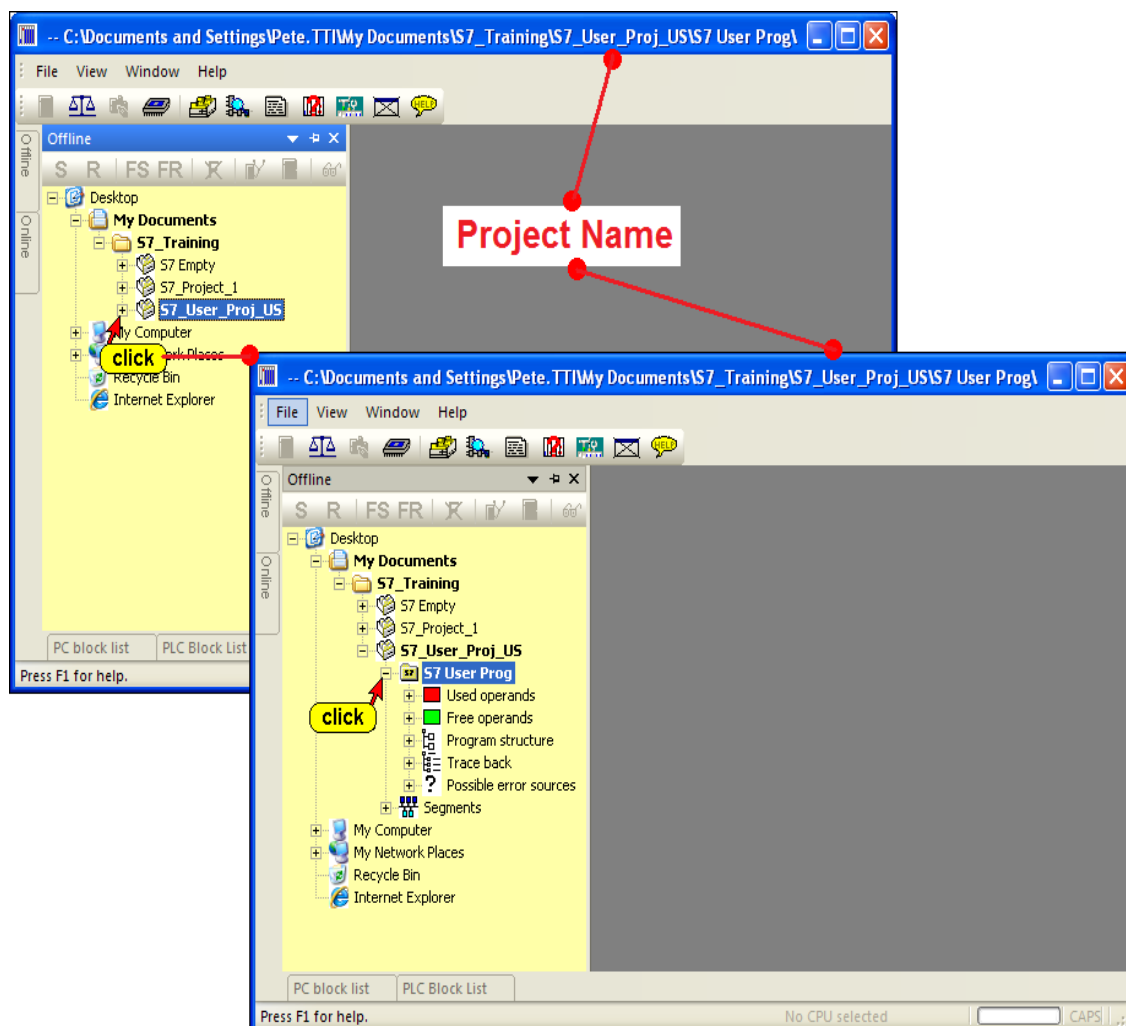 -- C:\Documents and Settings\Pete.TTI\My Documents\S7_Training\S7_User_Proj_US\S7 User Prog\
File View Window Help
HELP
Offline
Offline
Online
S R FS FR
Desktop
My Documents
S7_Training
S7 Empty
S7_Project_1
S7_User_Proj_US
My Computer
click
rk Places
Recycle Bin
Internet Explorer
PC block list PLC Block List
Press F1 for help.
Project Name
-- C:\Documents and Settings\Pete.TTI\My Documents\S7_Training\S7_User_Proj_US\S7 User Prog\
File View Window Help
HELP
Offline
Offline
Online
S R FS FR
Desktop
My Documents
S7_Training
S7 Empty
S7_Project_1
S7_User_Proj_US
S7 User Prog
click
Used operands
Free operands
Program structure
Trace back
? Possible error sources
Segments
My Computer
My Network Places
Recycle Bin
Internet Explorer
PC block list PLC Block List
Press F1 for help. No CPU selected CAPS